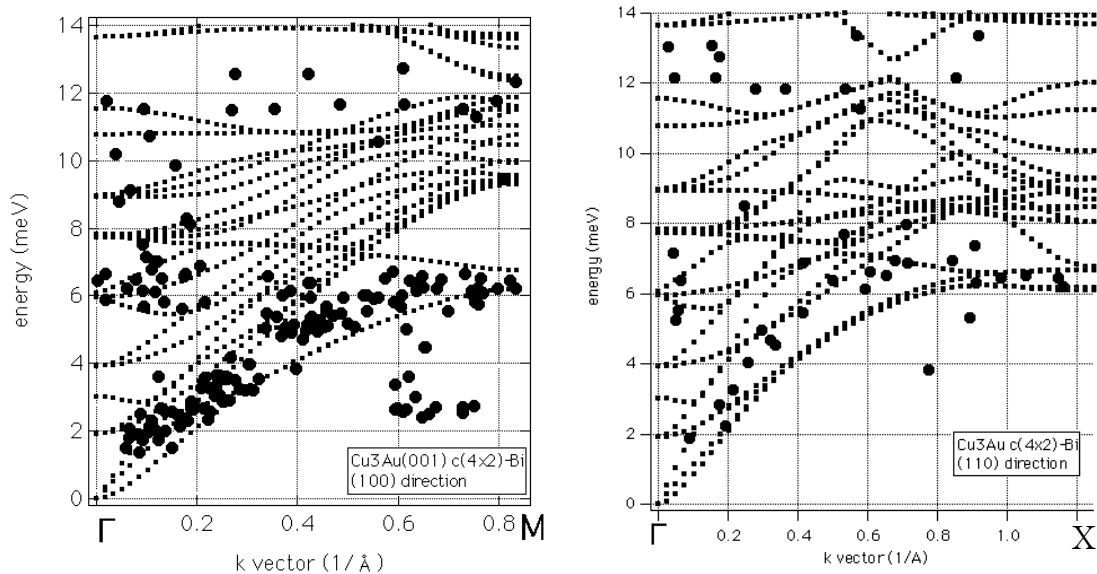 14
12
10
8
6
4
2
0
energy (meV)
Γ
0.2
0.4
0.6
0.8
M
k vector (1/Å)
Cu3Au(001) c(4x2)-Bi
(100) direction
14
12
10
8
6
4
2
0
energy (meV)
Γ
0.2
0.4
0.6
0.8
1.0
X
k vector (1/A)
Cu3Au c(4x2)-Bi
(110) direction